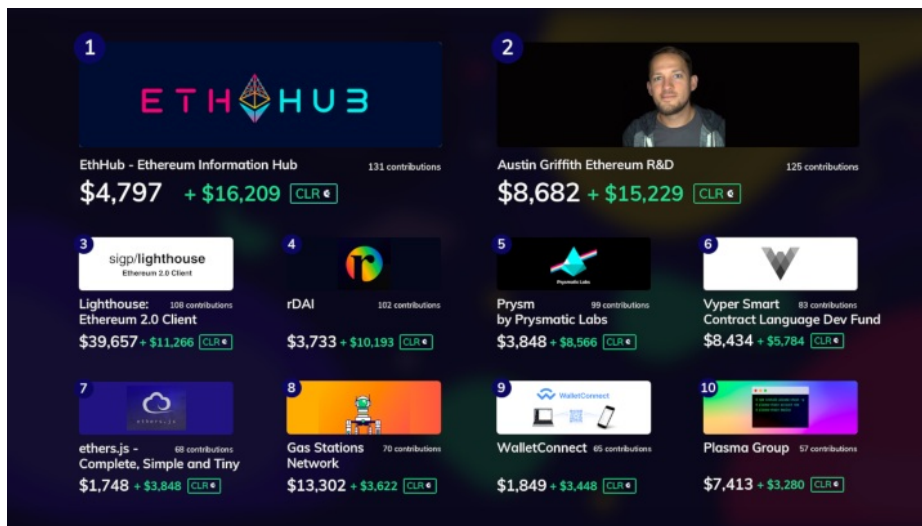 1
ETH HUB
EthHub - Ethereum Information Hub
131 contributions
$4,797 + $16,209 CLR
2
Austin Griffith Ethereum R&D
125 contributions
$8,682 + $15,229 CLR
3
sigp/lighthouse
Ethereum 2.0 Client
Lighthouse:
108 contributions
Ethereum 2.0 Client
$39,657 + $11,266 CLR
4
r
rDAI
102 contributions
$3,733 + $10,193 CLR
5
Prysmatic Labs
Prysm
99 contributions
by Prysmatic Labs
$3,848 + $8,566 CLR
6
Vyper Smart
83 contributions
Contract Language Dev Fund
$8,434 + $5,784 CLR
7
ethers.js
ethers.js -
68 contributions
Complete, Simple and Tiny
$1,748 + $3,848 CLR
8
Gas Stations
70 contributions
Network
$13,302 + $3,622 CLR
9
WalletConnect
WalletConnect
65 contributions
$1,849 + $3,448 CLR
10
Plasma Group
57 contributions
$7,413 + $3,280 CLR